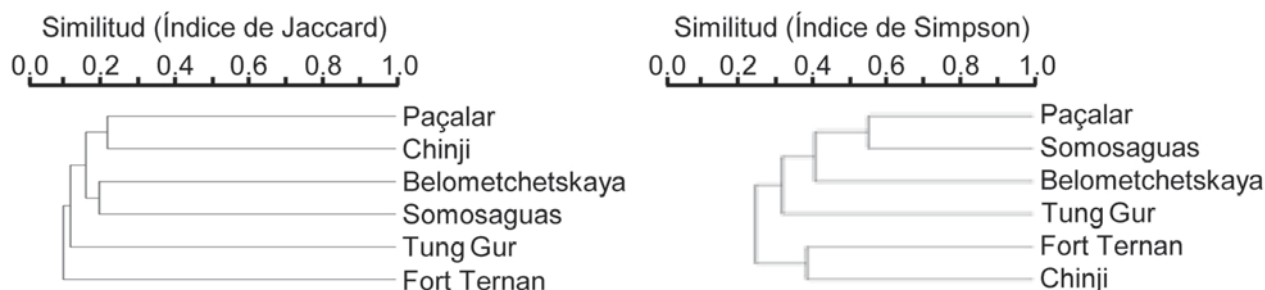 Similitud (Índice de Jaccard)
0.0 0.2 0.4 0.6 0.8 1.0
Paçalar
Chinji
Belometchetskaya
Somosaguas
Tung Gur
Fort Ternan
Similitud (Índice de Simpson)
0.0 0.2 0.4 0.6 0.8 1.0
Paçalar
Somosaguas
Belometchetskaya
Tung Gur
Fort Ternan
Chinji